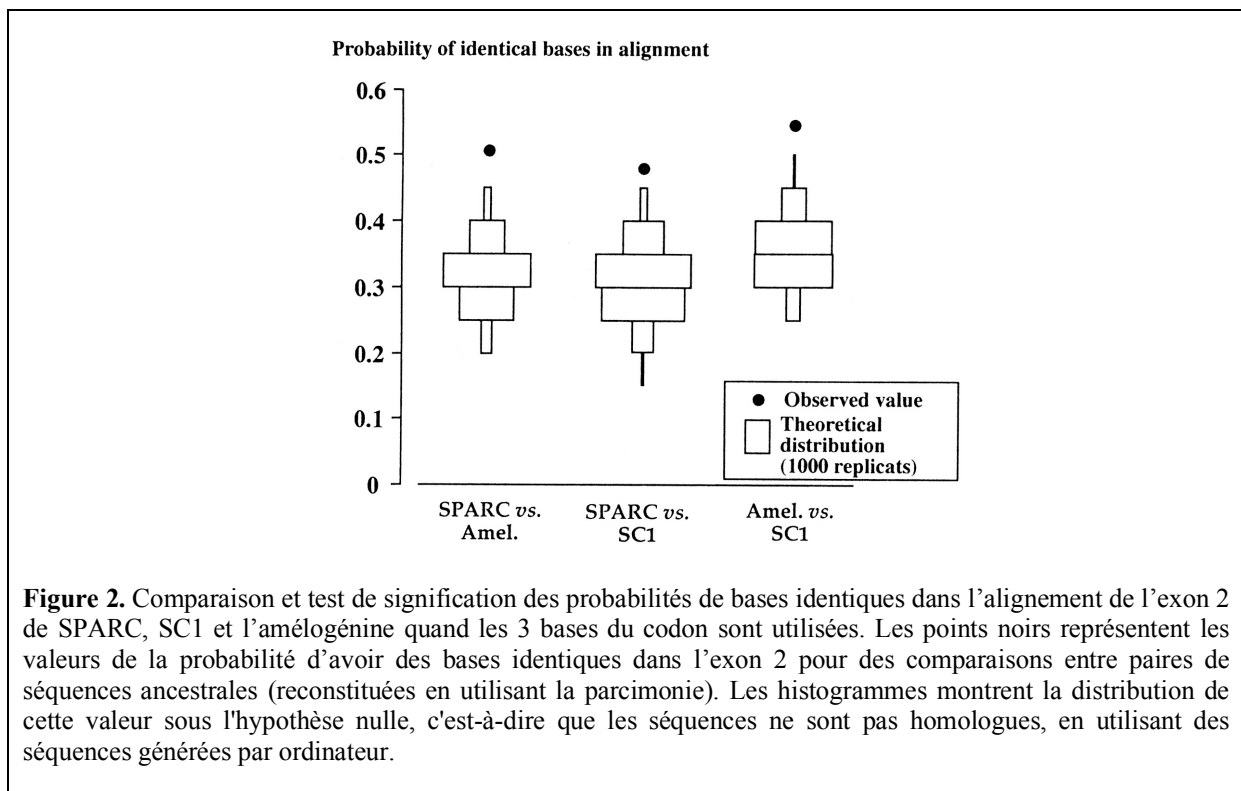 Probability of identical bases in alignment
0.6
0.5
0.4
0.3
0.2
0.1
0
● Observed value
Theoretical
distribution
(1000 replicats)
SPARC vs.
Amel.
SPARC vs.
SC1
Amel. vs.
SC1
Figure 2. Comparaison et test de signification des probabilités de bases identiques dans l’alignement de l’exon 2
de SPARC, SC1 et l’amélogénine quand les 3 bases du codon sont utilisées. Les points noirs représentent les
valeurs de la probabilité d’avoir des bases identiques dans l’exon 2 pour des comparaisons entre paires de
séquences ancestrales (reconstituées en utilisant la parcimonie). Les histogrammes montrent la distribution de
cette valeur sous l'hypothèse nulle, c'est-à-dire que les séquences ne sont pas homologues, en utilisant des
séquences générées par ordinateur.